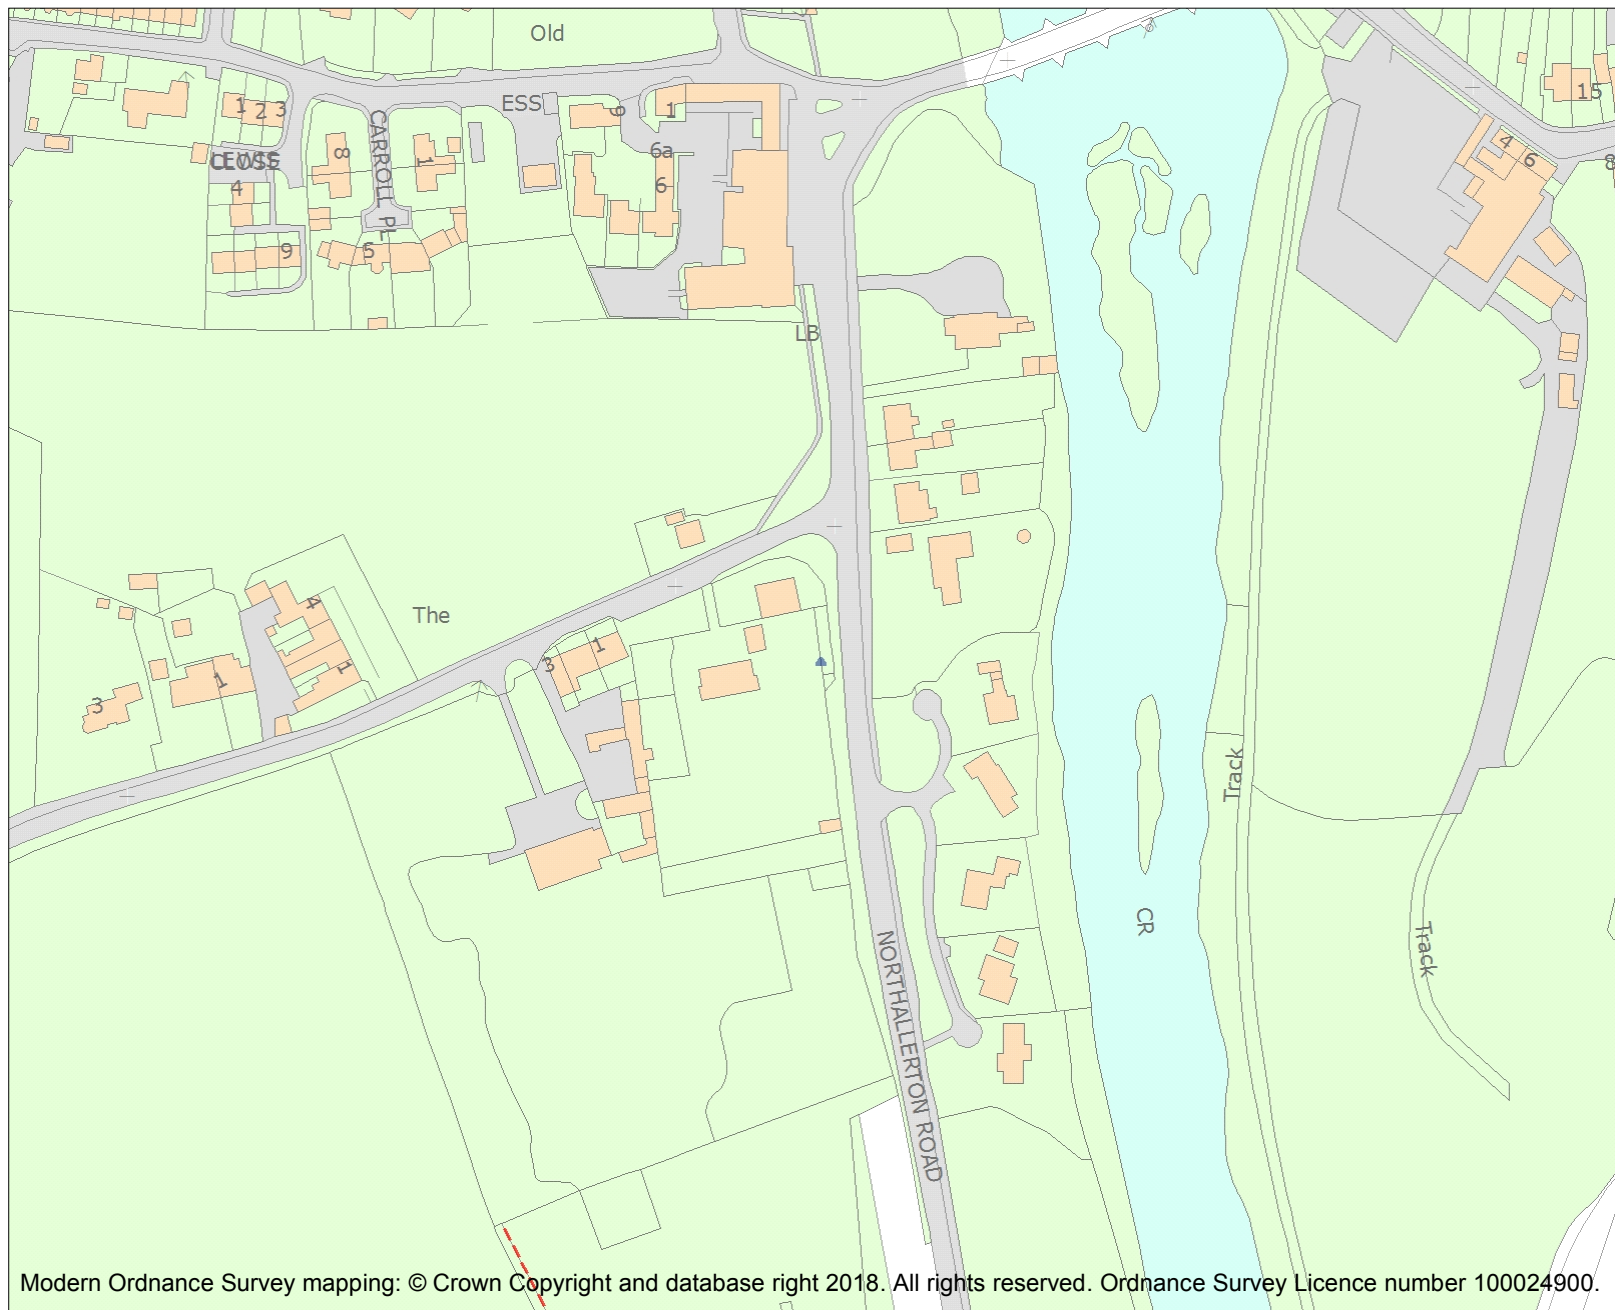 Old
ESS
1
2
3
CARROLL PL
8
1
9
1
6a
6
15
4
6
8
CLOSE
4
9
5
LB
The
4
1
1
3
3
1
Track
Track
CR
NORTHALLERTON ROAD
Modern Ordnance Survey mapping: © Crown Copyright and database right 2018. All rights reserved. Ordnance Survey Licence number 100024900.